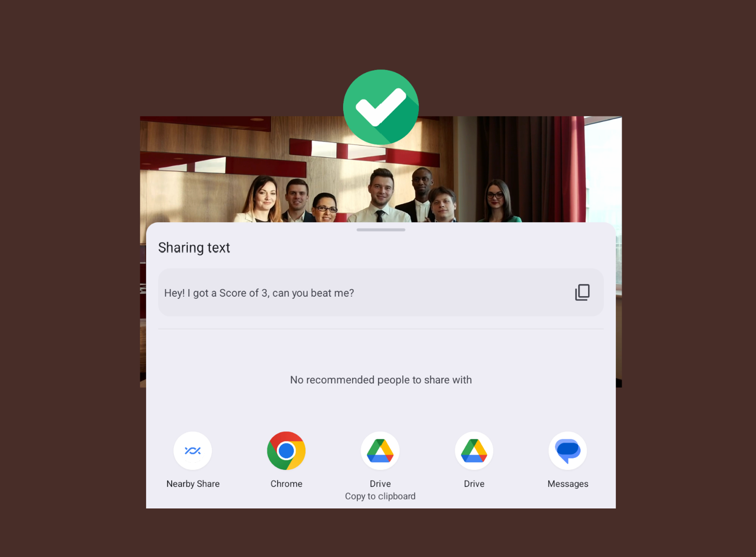 Sharing text
Hey! I got a Score of 3, can you beat me?
No recommended people to share with
Nearby Share
Chrome
Drive
Copy to clipboard
Drive
Messages